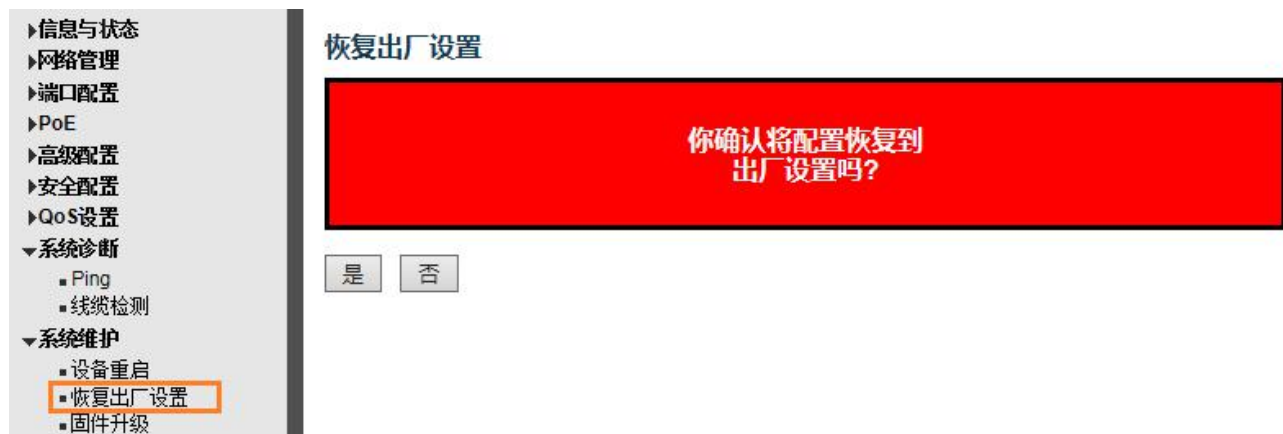 信息与状态
网络管理
端口配置
PoE
高级配置
安全配置
QoS设置
系统诊断
Ping
线缆检测
系统维护
设备重启
恢复出厂设置
固件升级
恢复出厂设置
你确认将配置恢复到
出厂设置吗?
是 否